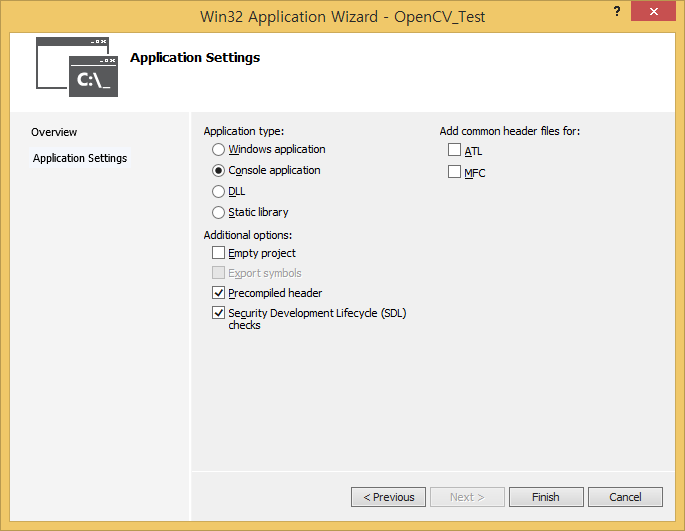 Win32 Application Wizard - OpenCV_Test
?
C:\_
Application Settings
Overview
Application Settings
Application type:
Windows application
Console application
DLL
Static library
Additional options:
Empty project
Export symbols
Precompiled header
Security Development Lifecycle (SDL)
checks
Add common header files for:
ATL
MFC
< Previous
Next >
Finish
Cancel